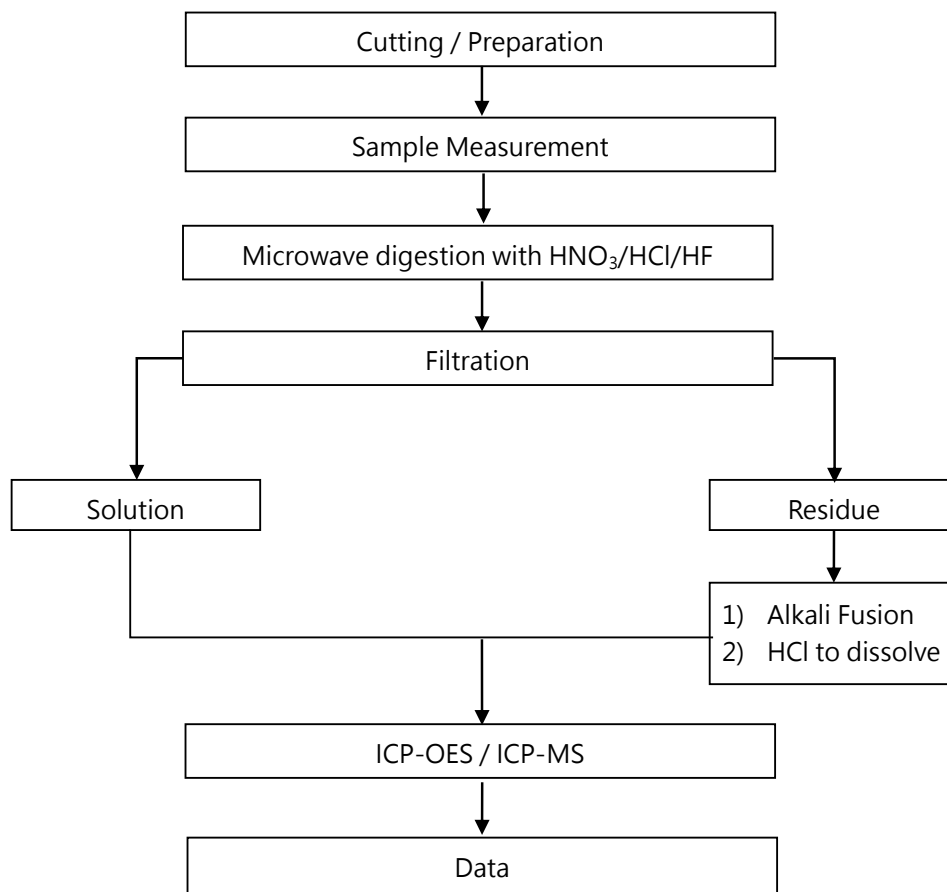 Cutting / Preparation
Sample Measurement
Microwave digestion with HNO₃/HCl/HF
Filtration
Solution
Residue
1) Alkali Fusion
2) HCl to dissolve
ICP-OES / ICP-MS
Data